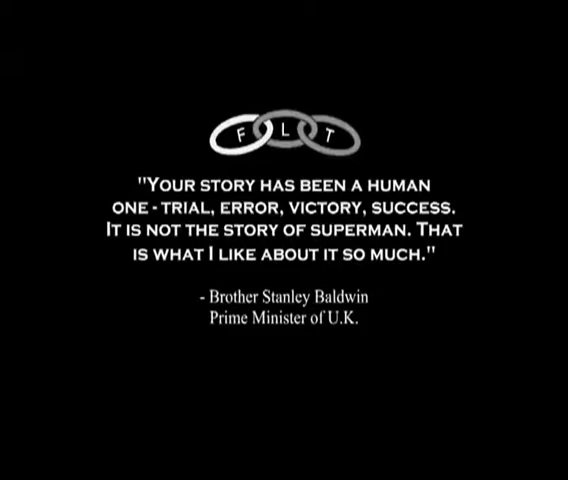 F L T
"YOUR STORY HAS BEEN A HUMAN
ONE - TRIAL, ERROR, VICTORY, SUCCESS.
IT IS NOT THE STORY OF SUPERMAN. THAT
IS WHAT I LIKE ABOUT IT SO MUCH."
- Brother Stanley Baldwin
Prime Minister of U.K.